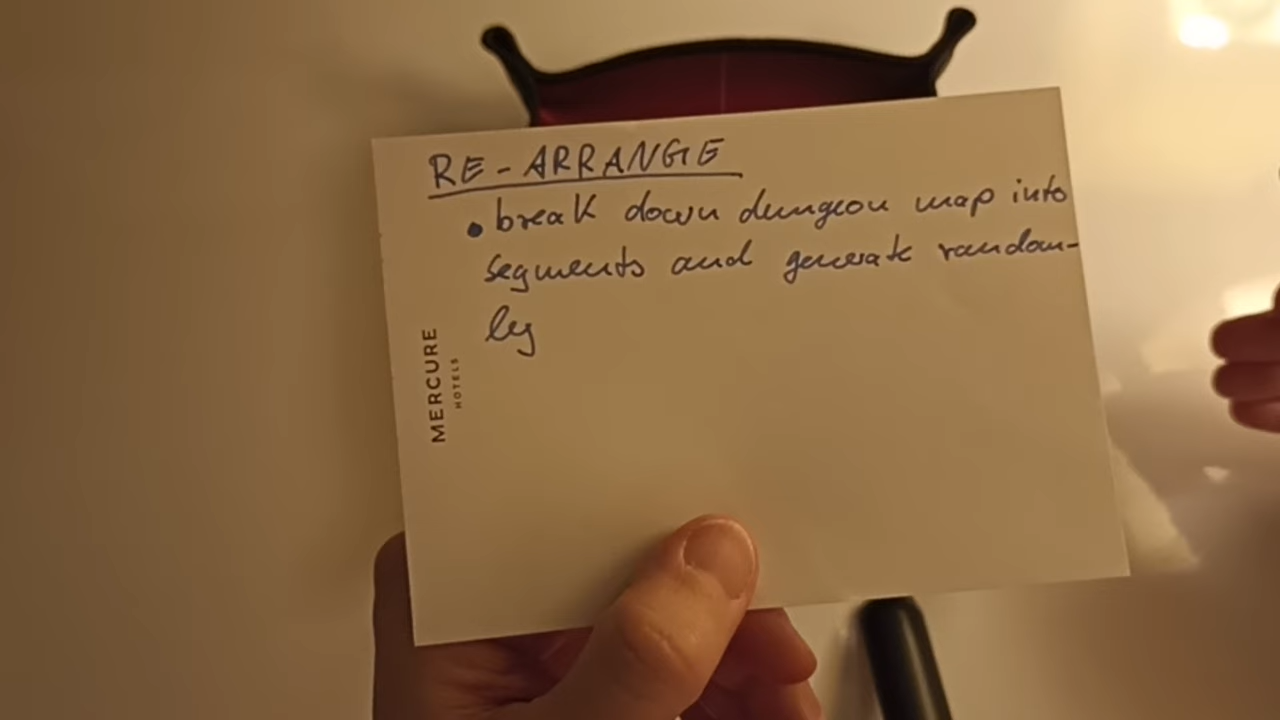 RE-ARRANGE
• break down dungeon map into
segments and generate random-
ly
MERCURE
HOTELS